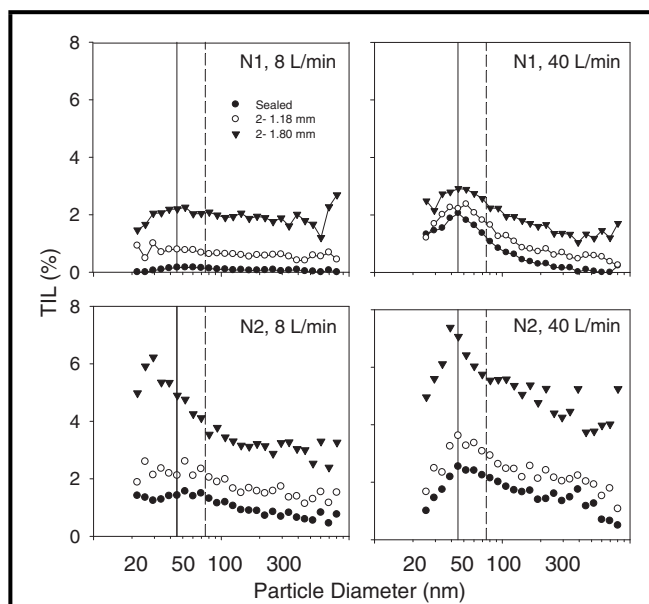 8
6
4
2
0
N1, 8 L/min
Sealed
2- 1.18 mm
2- 1.80 mm
N1, 40 L/min
TIL (%)
8
6
4
2
0
N2, 8 L/min
N2, 40 L/min
20 50 100 300
20 50 100 300
Particle Diameter (nm)